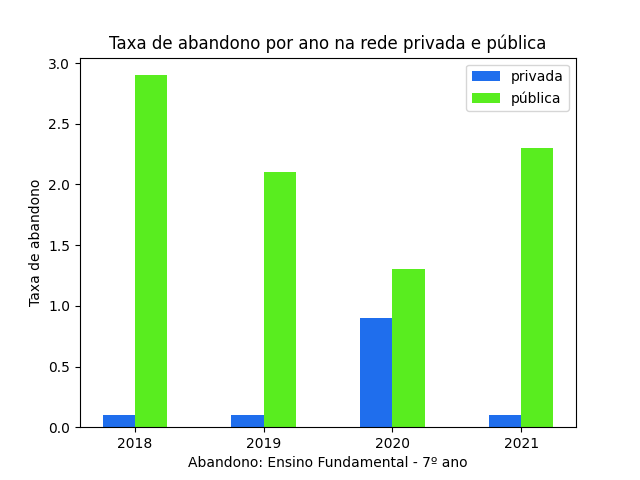 Taxa de abandono por ano na rede privada e pública
privada
pública
3.0
2.5
2.0
1.5
1.0
0.5
0.0
Taxa de abandono
2018 2019 2020 2021
Abandono: Ensino Fundamental - 7º ano